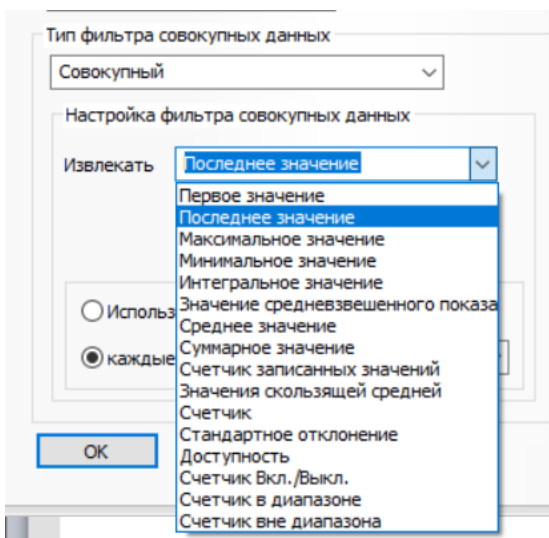 Тип фильтра совокупных данных
Совокупный
Настройка фильтра совокупных данных
Извлекать Последнее значение
Первое значение
Последнее значение
Максимальное значение
Минимальное значение
Интегральное значение
Значение средневзвешенного показа
Среднее значение
Суммарное значение
Счетчик записанных значений
Значения скользящей средней
Счетчик
Стандартное отклонение
Доступность
Счетчик Вкл./Выкл.
Счетчик в диапазоне
Счетчик вне диапазона
Использ
каждые
ОК